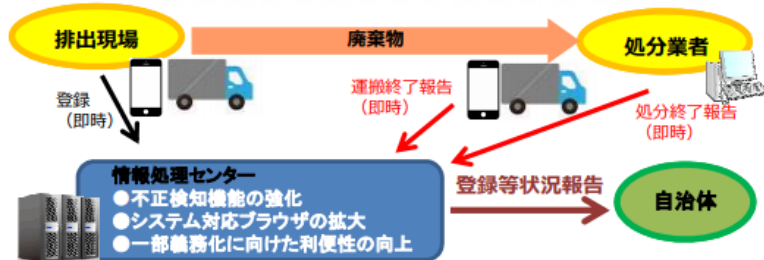 排出現場
廃棄物
処分業者
登録
（即時）
運搬終了報告
（即時）
処分終了報告
（即時）
情報処理センター
●不正検知機能の強化
●システム対応ブラウザの拡大
●一部義務化に向けた利便性の向上
登録等状況報告
自治体